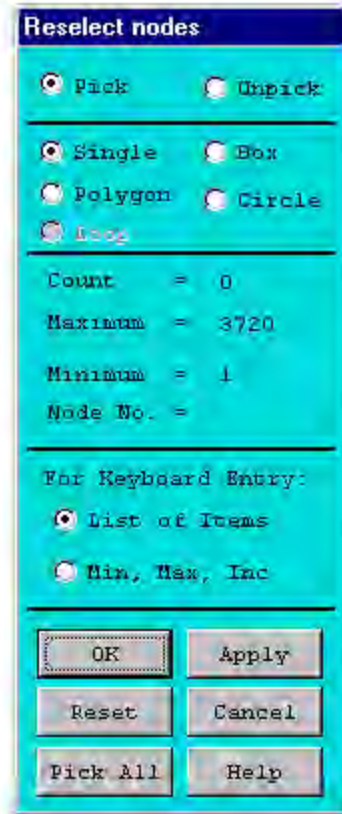 Reselect nodes
Pick Unpick
Single Box
Polygon Circle
Loop
Count = 0
Maximum = 3720
Minimum = 1
Node No. =
For Keyboard Entry:
List of Items
Min, Max, Inc
OK Apply
Reset Cancel
Pick All Help